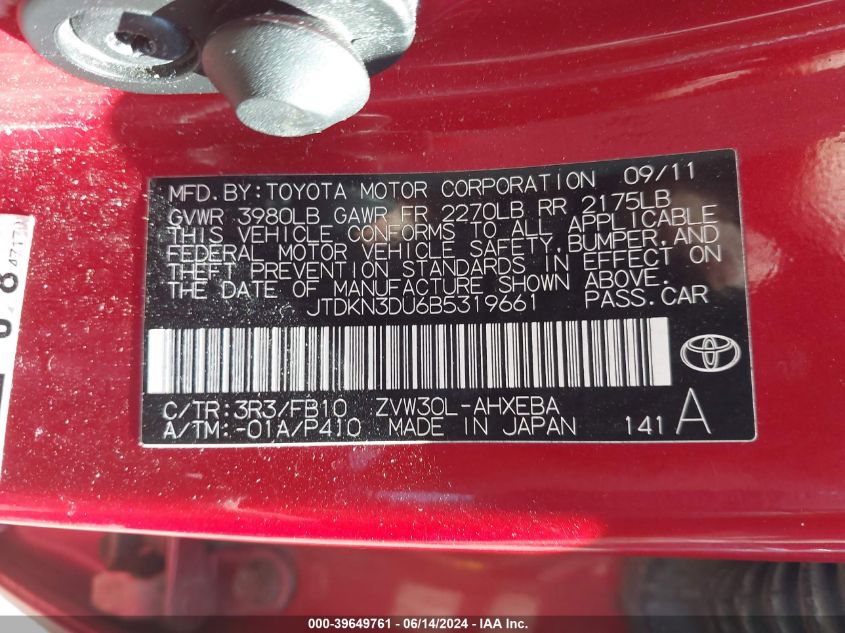 MFD. BY: TOYOTA MOTOR CORPORATION 09/11
GVWR 3980LB GAWR FR 2270LB RR 2175LB
THIS VEHICLE CONFORMS TO ALL APPLICABLE
FEDERAL MOTOR VEHICLE SAFETY, BUMPER, AND
THEFT PREVENTION STANDARDS IN EFFECT ON
THE DATE OF MANUFACTURE SHOWN ABOVE.
JTDKN3DU6B5319661 PASS. CAR
C/TR: 3R3/FB10 ZVW30L-AHXEBA
A/TM: -01A/P410 MADE IN JAPAN 141 A
000-39649761 - 06/14/2024 - IAA Inc.